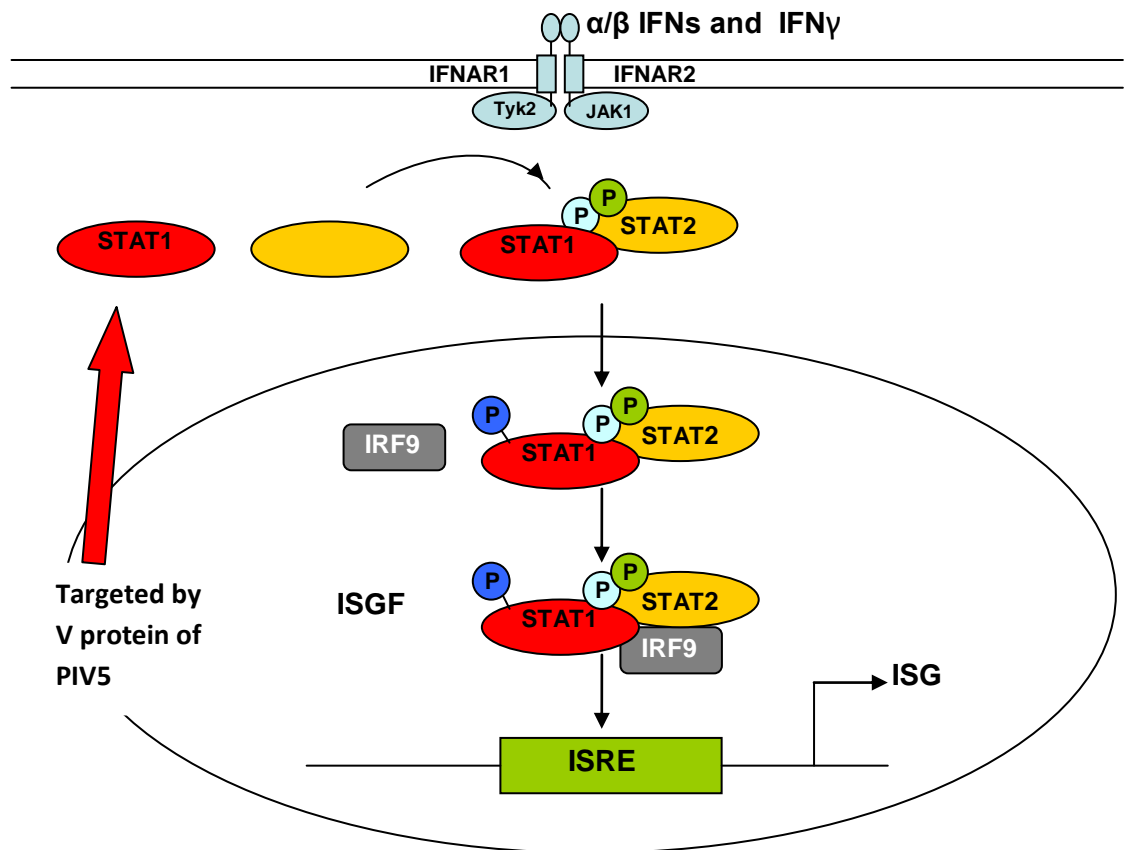 α/β IFNs and IFNγ
IFNAR1
IFNAR2
Tyk2
JAK1
P
P
STAT1
STAT1
STAT2
P
P
P
IRF9
STAT1
STAT2
P
P
P
ISGF
STAT1
STAT2
IRF9
Targeted by
V protein of
PIV5
ISG
ISRE